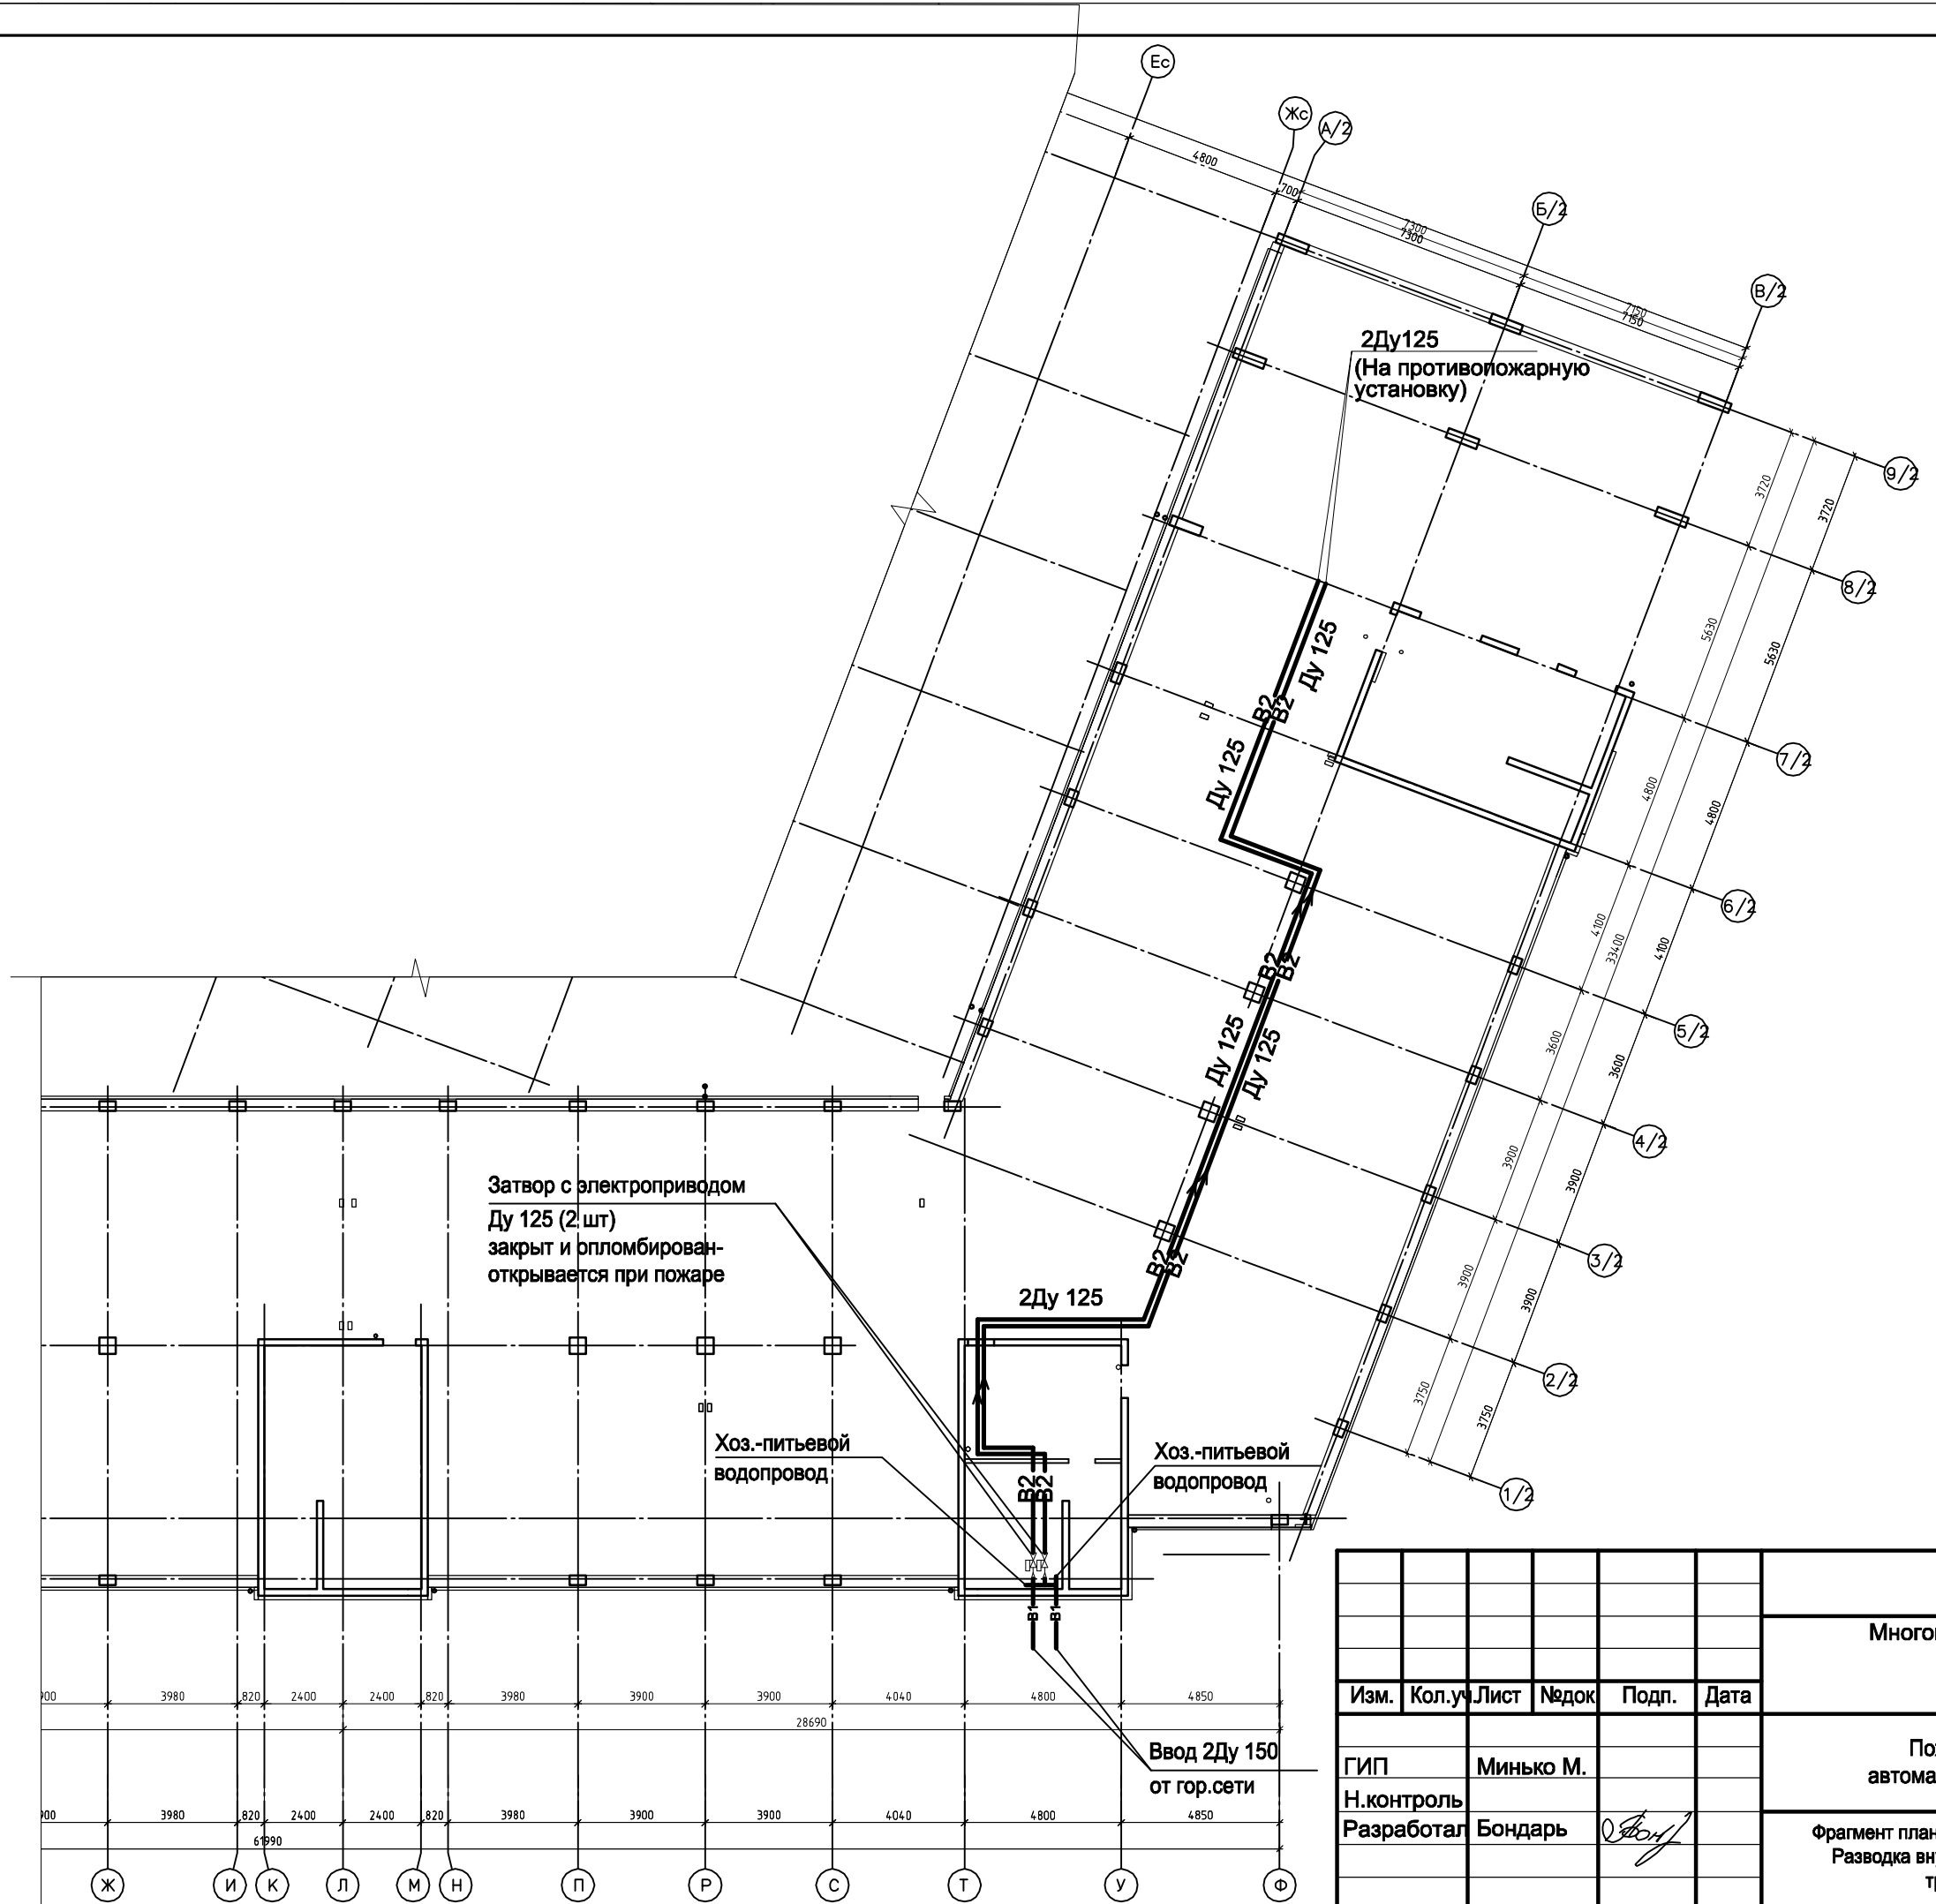 Ес
Жс
А/2
Б/2
В/2
4800
700
7300
7300
7150
7150
2Ду125
(На противопожарную
установку)
9/2
8/2
7/2
6/2
5/2
4/2
3/2
2/2
1/2
3720
3720
5630
5630
4800
4800
4100
33400
4100
3600
3600
3900
3900
3900
3900
3750
3750
Ду 125
В2
В2
Ду 125
В2
В2
Ду 125
Ду 125
В2
В2
2Ду 125
Затвор с электроприводом
Ду 125 (2 шт)
закрыт и опломбирован-
открывается при пожаре
Хоз.-питьевой
водопровод
Хоз.-питьевой
водопровод
В2
В2
В1
В1
Ввод 2Ду 150
от гор.сети
3980 820 2400 2400 820 3980 3900 3900 4040 4800 4850
28690
3980 820 2400 2400 820 3980 3900 3900 4040 4800 4850
61990
Ж И К Л М Н П Р С Т У Ф
Изм. Кол.уч Лист №док Подп. Дата
ГИП Минько М.
Н.контроль
Разработал Бондарь
Фрагмент план